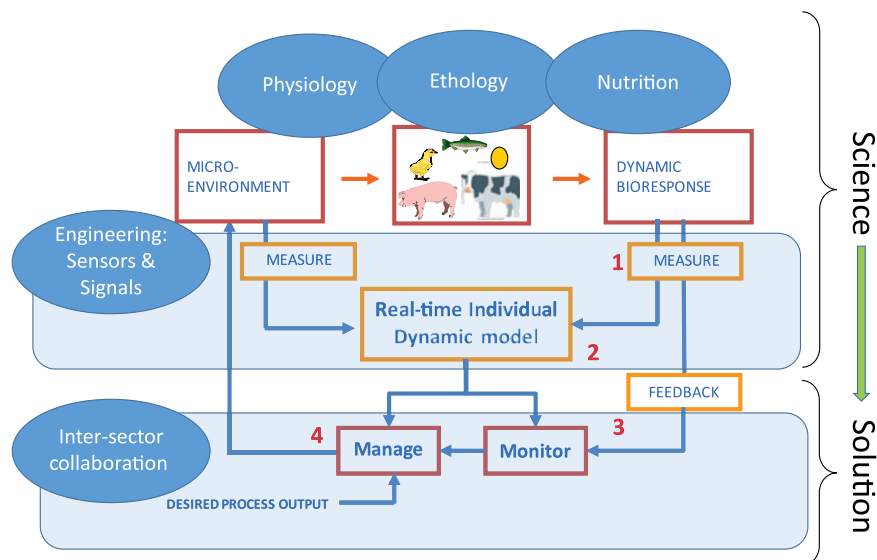 Physiology
Ethology
Nutrition
MICRO-
ENVIRONMENT
DYNAMIC
BIORESPONSE
Science
Engineering:
Sensors &
Signals
MEASURE
1
MEASURE
Real-time Individual
Dynamic model
2
FEEDBACK
Inter-sector
collaboration
4
Manage
Monitor
3
Solution
DESIRED PROCESS OUTPUT